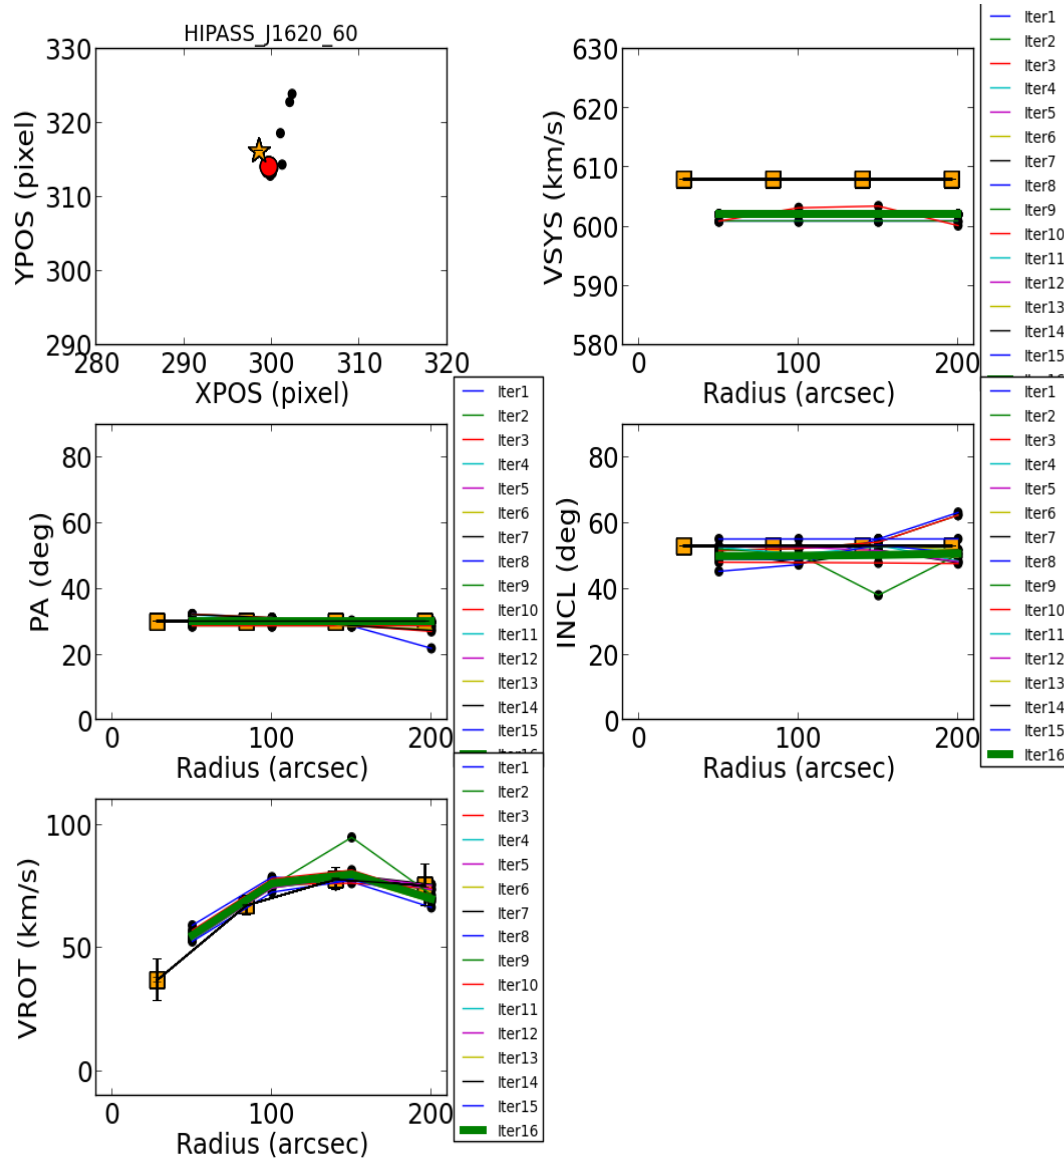 HIPASS_J1620_60
330
320
310
300
290
280 290 300 310 320
YPOS (pixel)
XPOS (pixel)
630
620
610
600
590
580
0 100 200
VSYS (km/s)
Radius (arcsec)
Iter1
Iter2
Iter3
Iter4
Iter5
Iter6
Iter7
Iter8
Iter9
Iter10
Iter11
Iter12
Iter13
Iter14
Iter15
80
60
40
20
0
0 100 200
PA (deg)
Radius (arcsec)
Iter1
Iter2
Iter3
Iter4
Iter5
Iter6
Iter7
Iter8
Iter9
Iter10
Iter11
Iter12
Iter13
Iter14
Iter15
80
60
40
20
0
0 100 200
INCL (deg)
Radius (arcsec)
Iter1
Iter2
Iter3
Iter4
Iter5
Iter6
Iter7
Iter8
Iter9
Iter10
Iter11
Iter12
Iter13
Iter14
Iter15
Iter16
100
50
0
0 100 200
VROT (km/s)
Radius (arcsec)
Iter1
Iter2
Iter3
Iter4
Iter5
Iter6
Iter7
Iter8
Iter9
Iter10
Iter11
Iter12
Iter13
Iter14
Iter15
Iter16